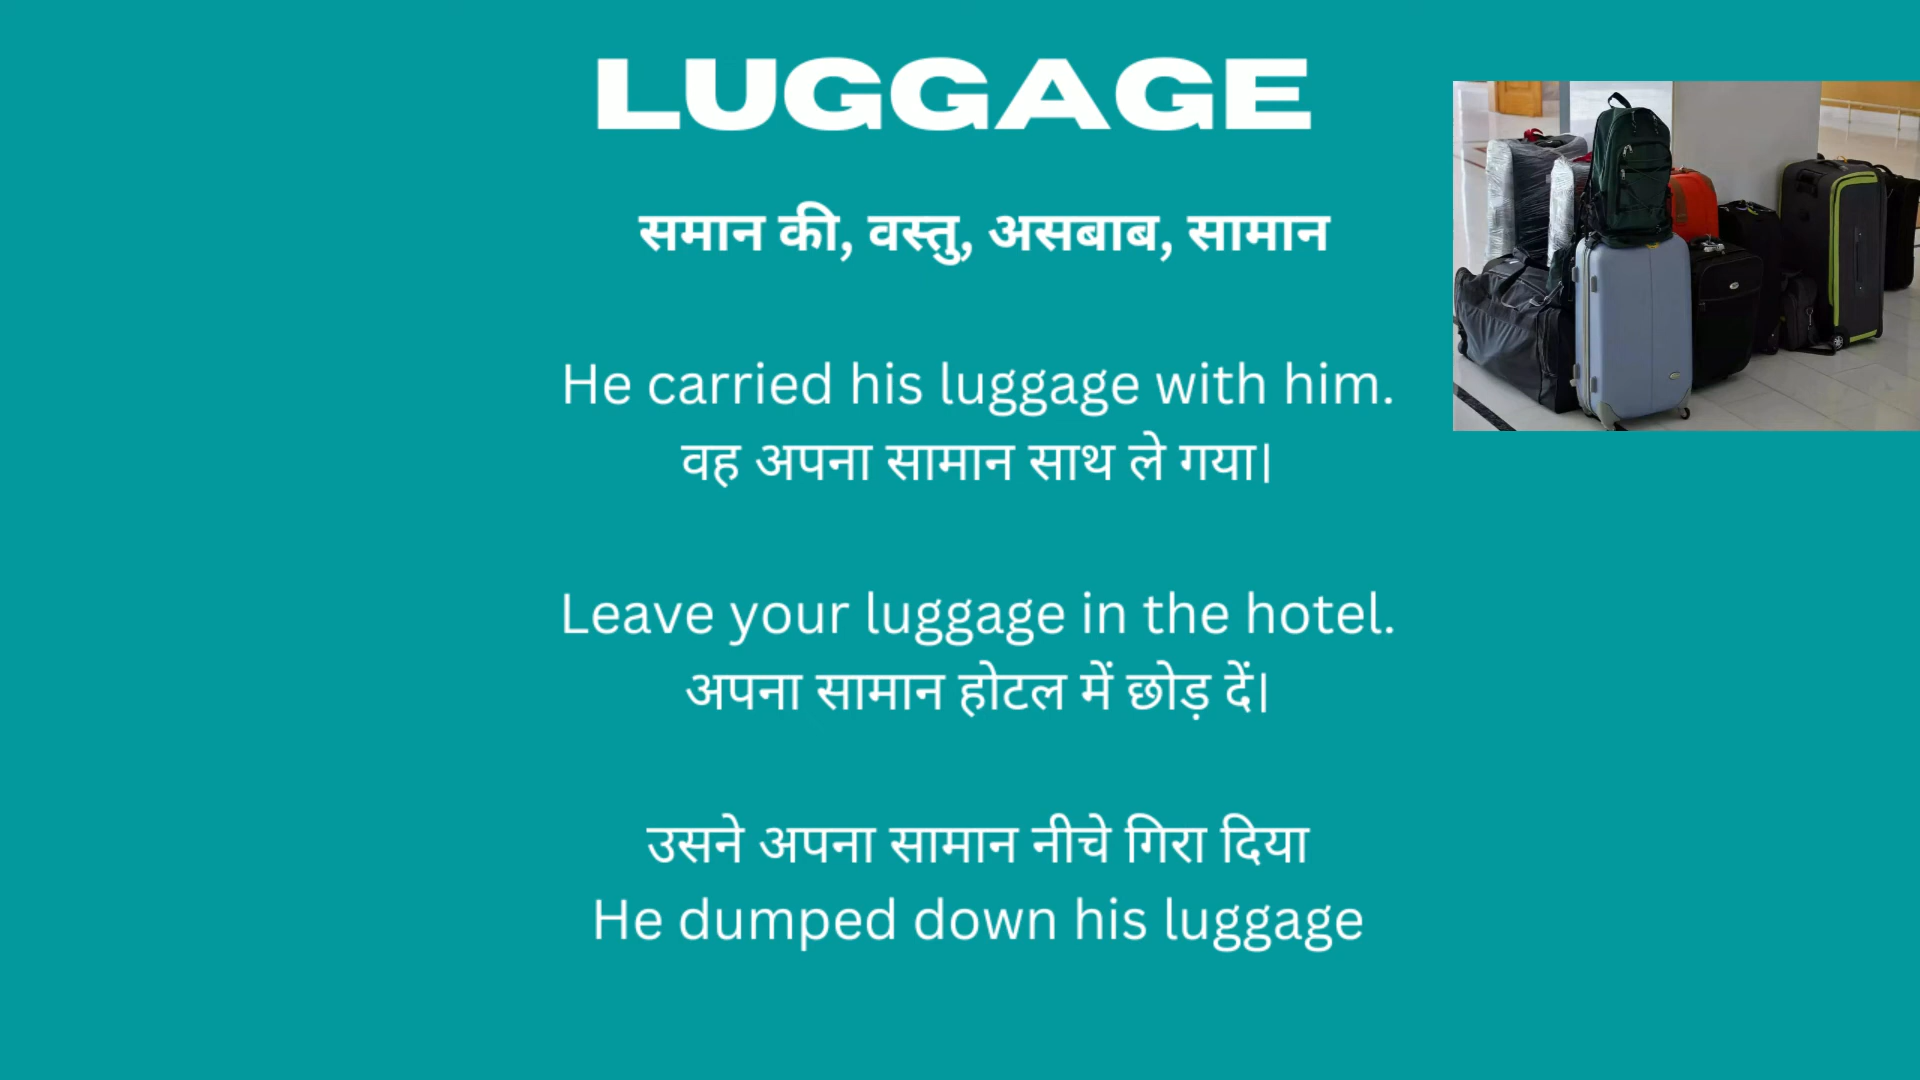 LUGGAGE
समान की, वस्तु, असबाब, सामान
He carried his luggage with him.
वह अपना सामान साथ ले गया।
Leave your luggage in the hotel.
अपना सामान होटल में छोड़ दें।
उसने अपना सामान नीचे गिरा दिया
He dumped down his luggage